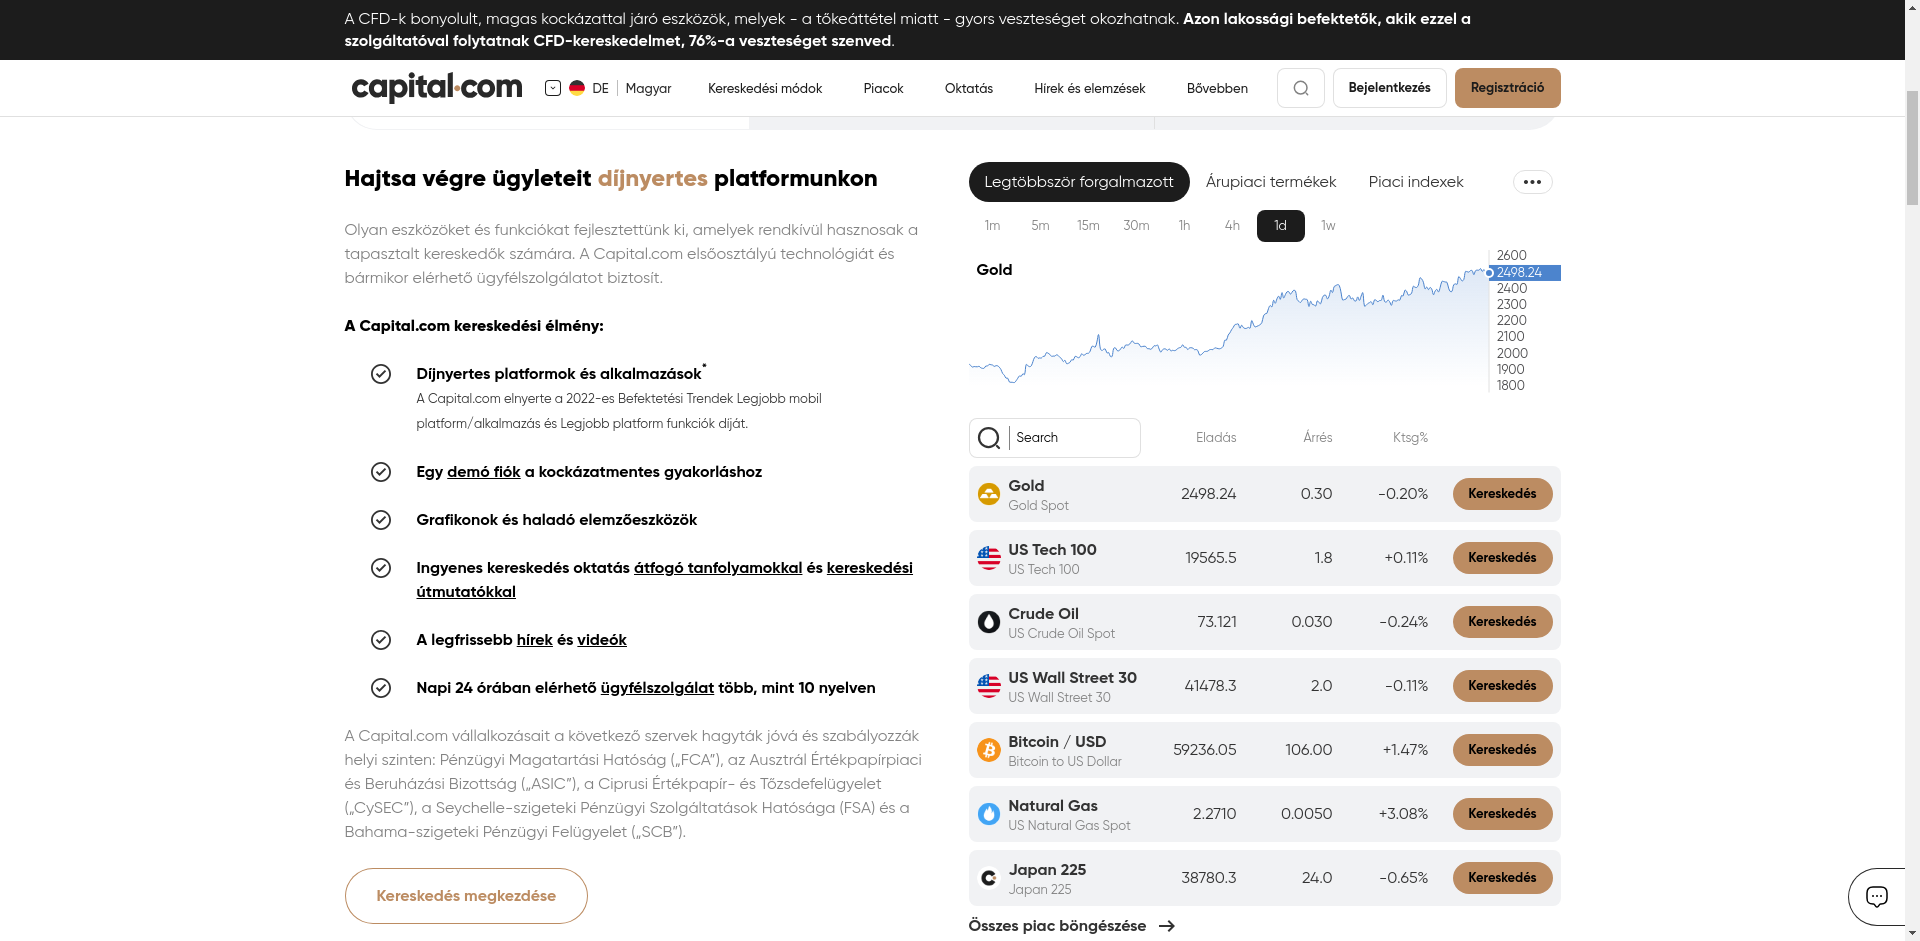 A CFD-k bonyolult, magas kockázattal járó eszközök, melyek - a tőkeáttétel miatt - gyors veszteséget okozhatnak. Azon lakossági befektetők, akik ezzel a
szolgáltatóval folytatnak CFD-kereskedelmet, 76%-a veszteséget szenved.
capital.com DE Magyar Kereskedési módok Piacok Oktatás Hírek és elemzések Bővebben Bejelentkezés Regisztráció
Hajtsa végre ügyleteit díjnyertes platformunkon
Olyan eszközöket és funkciókat fejlesztettünk ki, amelyek rendkívül hasznosak a
tapasztalt kereskedők számára. A Capital.com elsőosztályú technológiát és
bármikor elérhető ügyfélszolgálatot biztosít.
A Capital.com kereskedési élmény:
Díjnyertes platformok és alkalmazások*
A Capital.com elnyerte a 2022-es Befektetési Trendek Legjobb mobil
platform/alkalmazás és Legjobb platform funkciók díját.
Egy demó fiók a kockázatmentes gyakorláshoz
Grafikonok és haladó elemzőeszközök
Ingyenes kereskedés oktatás átfogó tanfolyamokkal és kereskedési
útmutatókkal
A legfrissebb hírek és videók
Napi 24 órában elérhető ügyfélszolgálat több, mint 10 nyelven
A Capital.com vállalkozásait a következő szervek hagyták jóvá és szabályozzák
helyi szinten: Pénzügyi Magatartási Hatóság („FCA”), az Ausztrál Értékpapírpiaci
és Beruházási Bizottság („ASIC”), a Ciprusi Értékpapír- és Tőzsdefelügyelet
(„CySEC”), a Seychelle-szigeteki Pénzügyi Szolgáltatások Hatósága (FSA) és a
Bahama-szigeteki Pénzügyi Felügyelet („SCB”).
Kereskedés megkezdése
Legtöbbször forgalmazott Árupiaci termékek Piaci indexek
1m 5m 15m 30m 1h 4h 1d 1w
Gold
2600
2498.24
2400
2300
2200
2100
2000
1900
1800
Search Eladás Árrés Ktsg%
Gold 2498.24 0.30 -0.20% Kereskedés
Gold Spot
US Tech 100 19565.5 1.8 +0.11% Kereskedés
US Tech 100
Crude Oil 73.121 0.030 -0.24% Kereskedés
US Crude Oil Spot
US Wall Street 30 41478.3 2.0 -0.11% Kereskedés
US Wall Street 30
Bitcoin / USD 59236.05 106.00 +1.47% Kereskedés
Bitcoin to US Dollar
Natural Gas 2.2710 0.0050 +3.08% Kereskedés
US Natural Gas Spot
Japan 225 38780.3 24.0 -0.65% Kereskedés
Japan 225
Összes piac böngészése